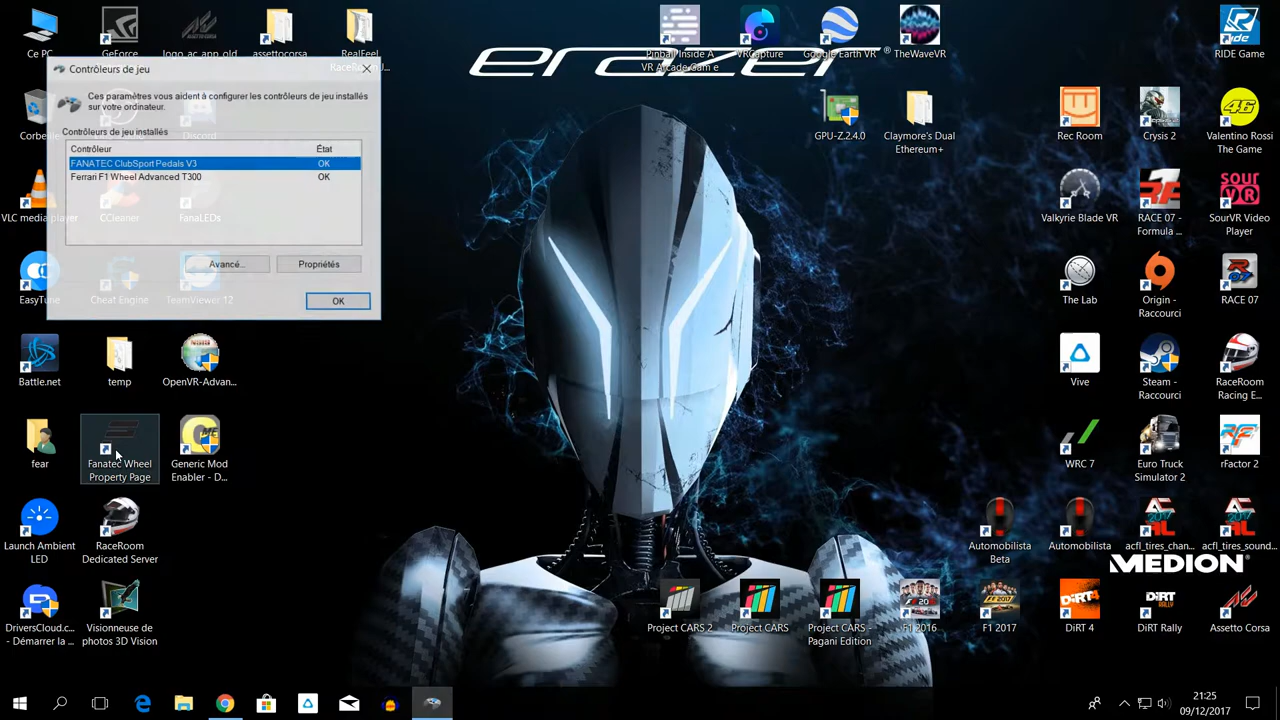 Ce PC
GeForce
logo_ac_app_old
assettocorsa
RealFeel
RaceRoom
Pinball Inside A
VR Arcade Gam e
VRCapture
Google Earth VR
TheWaveVR
RIDE Game
erazer®
Contrôleurs de jeu
Ces paramètres vous aident à configurer les contrôleurs de jeu installés
sur votre ordinateur.
Contrôleurs de jeu installés
Contrôleur État
FANATEC ClubSport Pedals V3 OK
Ferrari F1 Wheel Advanced T300 OK
Avancé...
Propriétés
OK
Corbeille
Discord
VLC media player
CCleaner
FanaLEDs
EasyTune
Cheat Engine
TeamViewer 12
GPU-Z.2.4.0
Claymore's Dual
Ethereum+
Rec Room
Crysis 2
Valentino Rossi
The Game
Valkyrie Blade VR
RACE 07 -
Formula ...
SourVR Video
Player
The Lab
Origin -
Raccourci
RACE 07
Battle.net
temp
OpenVR-Advan...
Vive
Steam -
Raccourci
RaceRoom
Racing E...
fear
Fanatec Wheel
Property Page
Generic Mod
Enabler - D...
WRC 7
Euro Truck
Simulator 2
rFactor 2
Launch Ambient
LED
RaceRoom
Dedicated Server
Automobilista
Beta
Automobilista
acfl_tires_chan...
acfl_tires_sound...
MEDION®
DriversCloud.c...
- Démarrer la ...
Visionneuse de
photos 3D Vision
Project CARS 2
Project CARS
Project CARS -
Pagani Edition
F1 2016
F1 2017
DiRT 4
DiRT Rally
Assetto Corsa
21:25
09/12/2017